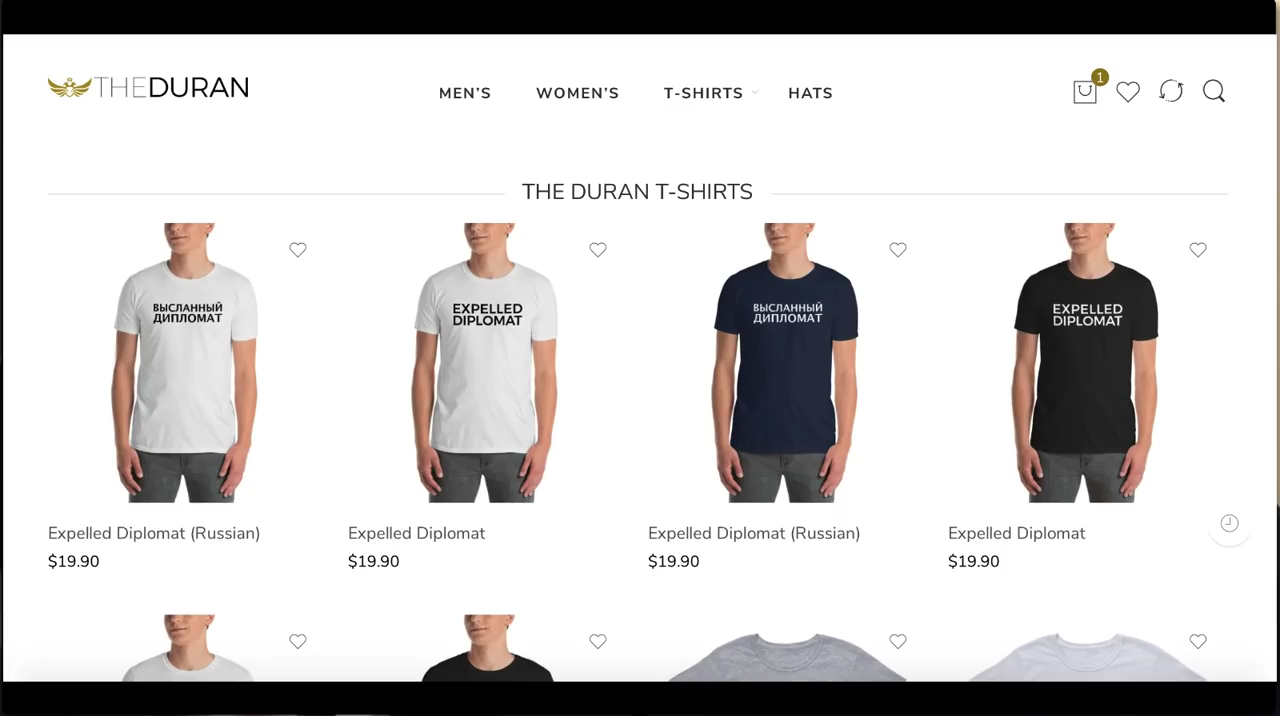 THEDURAN
MEN'S
WOMEN'S
T-SHIRTS
HATS
1
THE DURAN T-SHIRTS
ВЫСЛАННЫЙ
ДИПЛОМАТ
EXPELLED
DIPLOMAT
ВЫСЛАННЫЙ
ДИПЛОМАТ
EXPELLED
DIPLOMAT
Expelled Diplomat (Russian)
$19.90
Expelled Diplomat
$19.90
Expelled Diplomat (Russian)
$19.90
Expelled Diplomat
$19.90